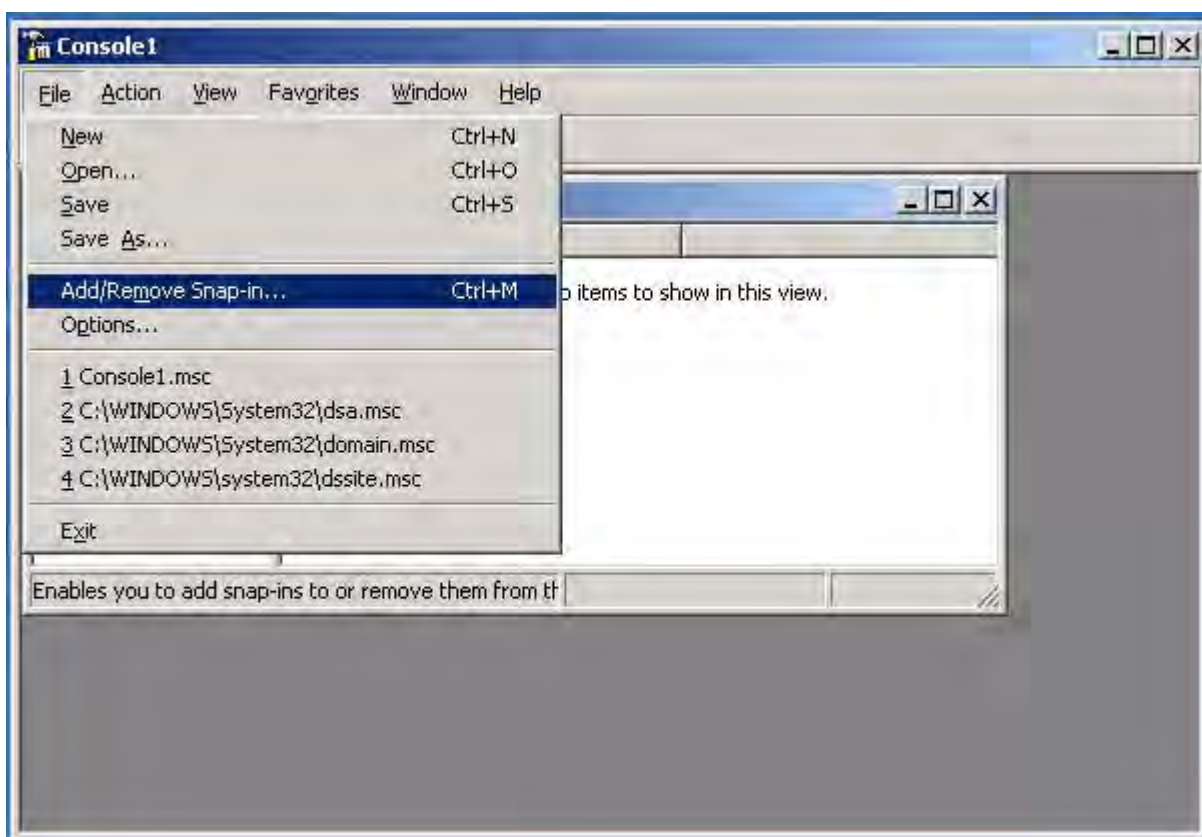 Console1
File Action View Favorites Window Help
New Ctrl+N
Open... Ctrl+O
Save Ctrl+S
Save As...
Add/Remove Snap-in... Ctrl+M
items to show in this view.
Options...
1 Console1.msc
2 C:\WINDOWS\System32\dsa.msc
3 C:\WINDOWS\System32\domain.msc
4 C:\WINDOWS\system32\dssite.msc
Exit
Enables you to add snap-ins to or remove them from th